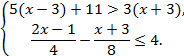 5(x − 3) + 11 > 3(x + 3),
(2x − 1)/4 − (x + 3)/8 ≤ 4.